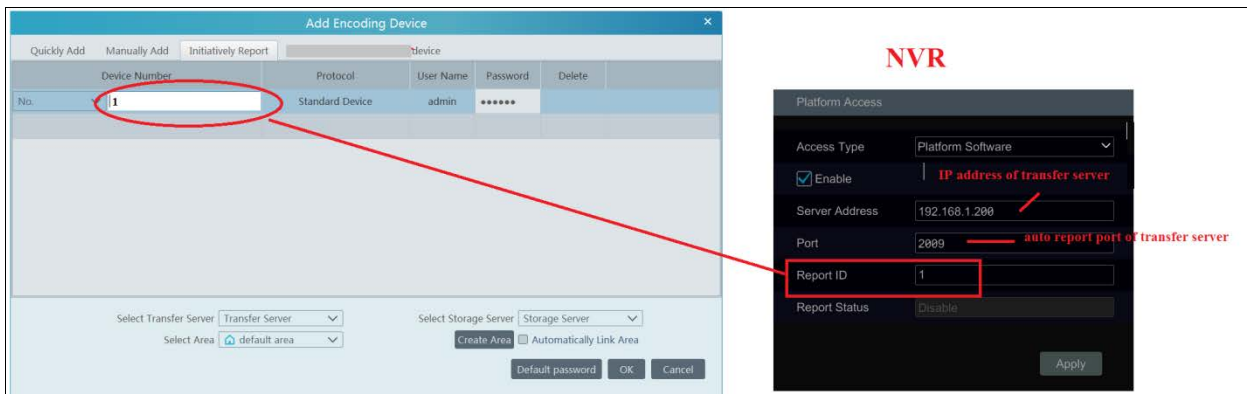 Add Encoding Device
×
Quickly Add Manually Add Initiatively Report device
Device Number Protocol User Name Password Delete
No. 1 Standard Device admin ●●●●●●
Select Transfer Server Transfer Server Select Storage Server Storage Server
Select Area default area Create Area Automatically Link Area
Default password OK Cancel
NVR
Platform Access
Access Type Platform Software
Enable IP address of transfer server
Server Address 192.168.1.200
Port 2009 auto report port of transfer server
Report ID 1
Report Status Disable
Apply